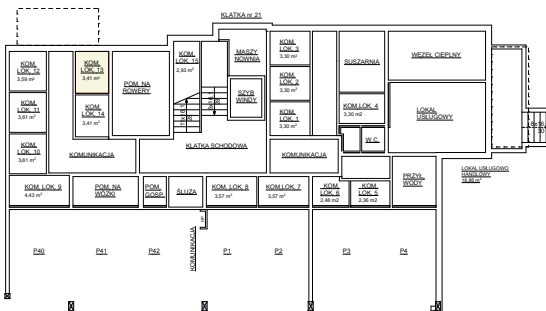 KLATKA nr 21
KOM.
LOK. 12
3,59 m²
KOM.
LOK. 13
3,41 m²
POM. NA
ROWERY
KOM.
LOK. 15
2,93 m²
MASZY
NOWNIA
KOM.
LOK. 3
3,30 m²
SUSZARNIA
WĘZEŁ CIEPLNY
KOM.
LOK. 2
3,30 m²
SZYB
WINDY
KOM.
LOK. 11
3,61 m²
KOM.
LOK. 14
3,41 m²
KOM.
LOK. 1
3,30 m²
KOM.LOK. 4
3,30 m2
LOKAL
USŁUGOWY
KOM.
LOK. 10
3,61 m²
KOMUNIKACJA
KLATKA SCHODOWA
KOMUNIKACJA
W.C.
KOM.LOK. 9
4,43 m²
POM. NA
WÓZKI
POM.
GOSP.
ŚLUZA
KOM.LOK. 8
3,57 m²
KOM.LOK. 7
3,57 m²
KOM.
LOK. 6
2,48 m2
KOM.
LOK. 5
2,36 m2
PRZYŁ.
WODY
LOKAL USŁUGOWO
HANDLOWY
16,86 m²
P40
P41
P42
KOMUNIKACJA
P1
P2
P3
P4